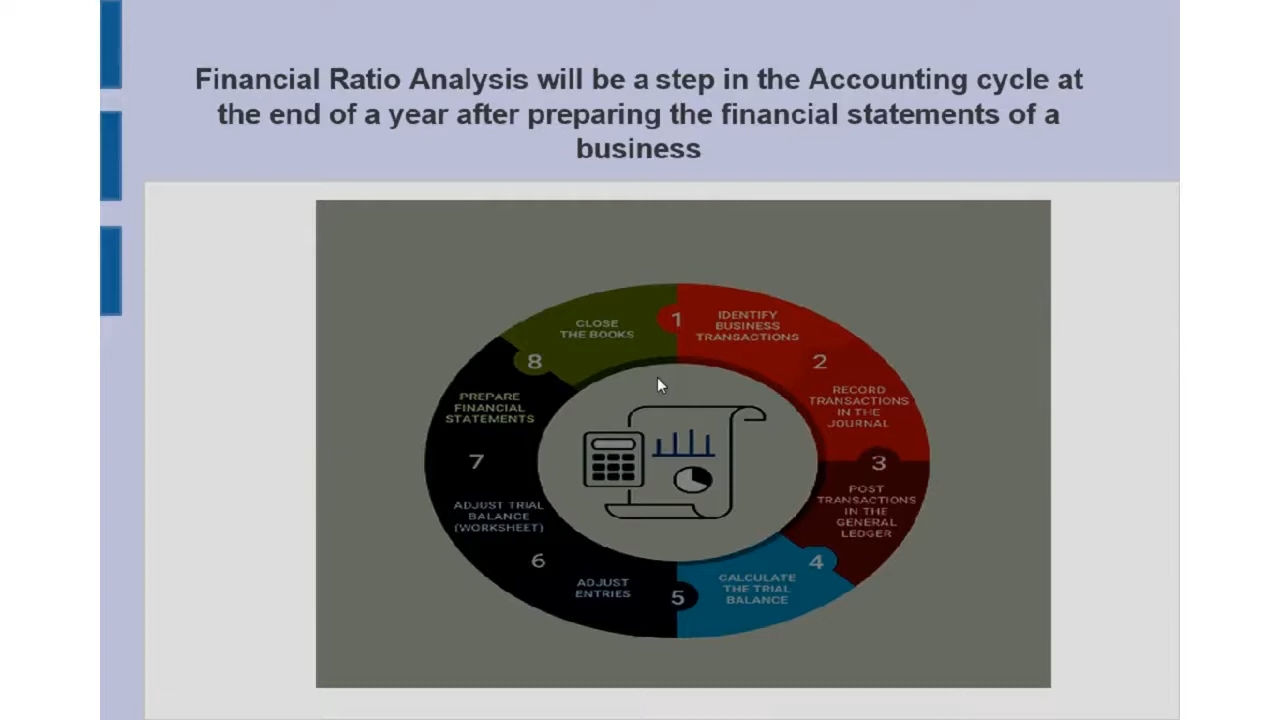 Financial Ratio Analysis will be a step in the Accounting cycle at
the end of a year after preparing the financial statements of a
business
1
IDENTIFY
BUSINESS
TRANSACTIONS
2
RECORD
TRANSACTIONS
IN THE
JOURNAL
3
POST
TRANSACTIONS
IN THE
GENERAL
LEDGER
4
CALCULATE
THE TRIAL
BALANCE
5
ADJUST
ENTRIES
6
ADJUST TRIAL
BALANCE
(WORKSHEET)
7
PREPARE
FINANCIAL
STATEMENTS
8
CLOSE
THE BOOKS